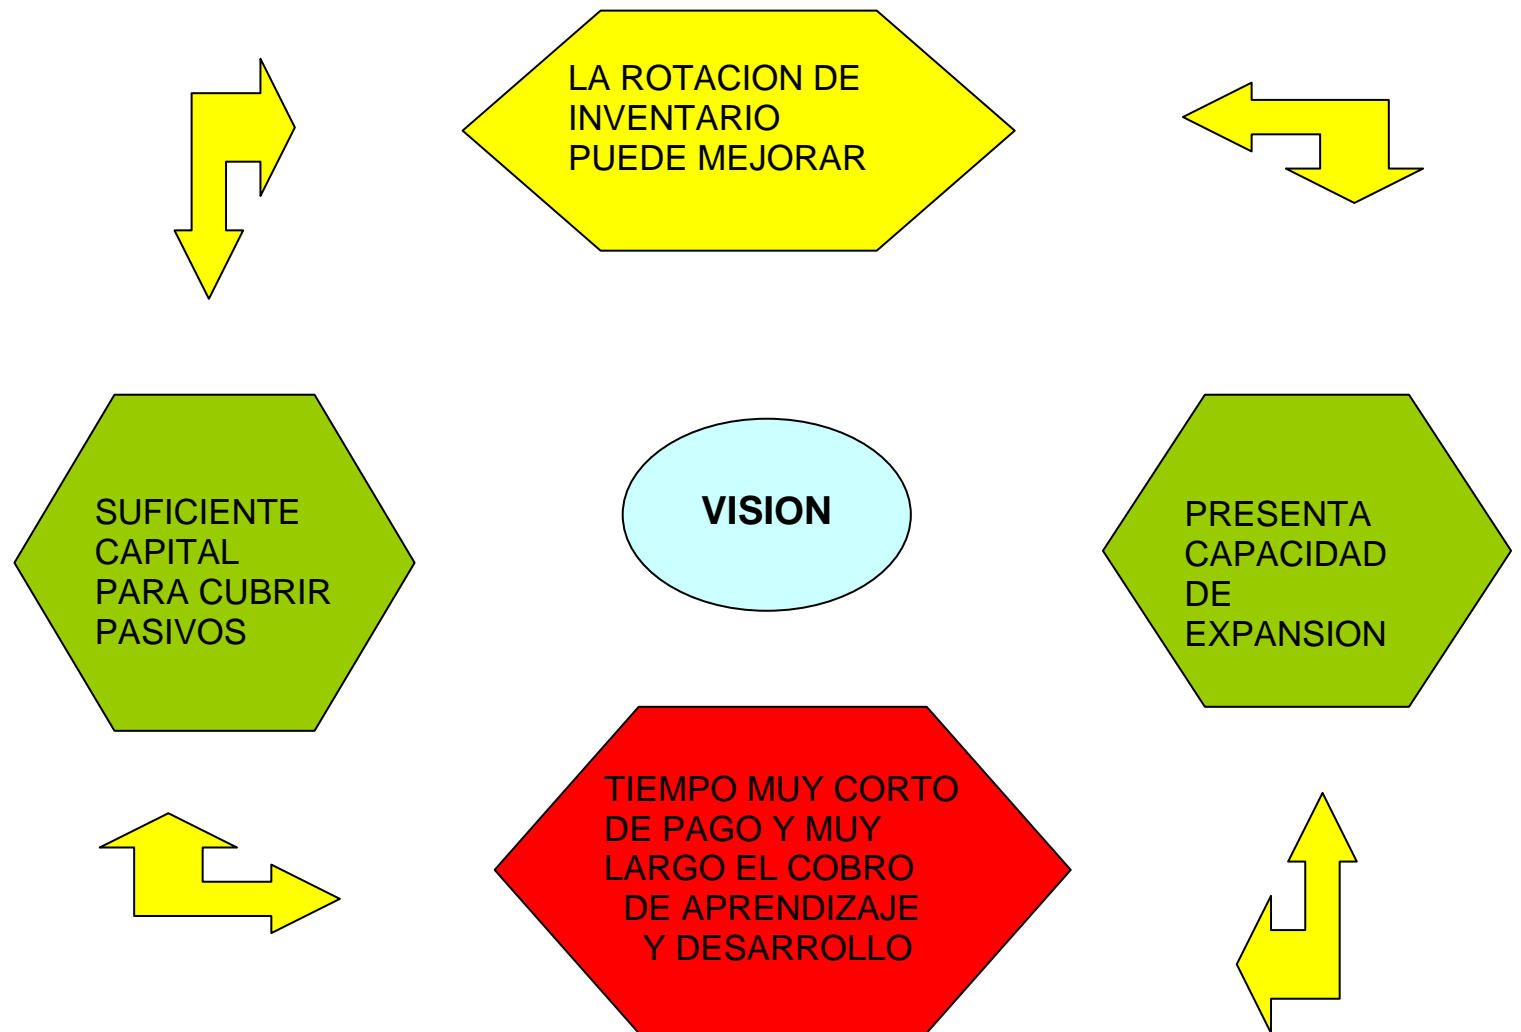 LA ROTACION DE
INVENTARIO
PUEDE MEJORAR
SUFICIENTE
CAPITAL
PARA CUBRIR
PASIVOS
VISION
PRESENTA
CAPACIDAD
DE
EXPANSION
TIEMPO MUY CORTO
DE PAGO Y MUY
LARGO EL COBRO
DE APRENDIZAJE
Y DESARROLLO